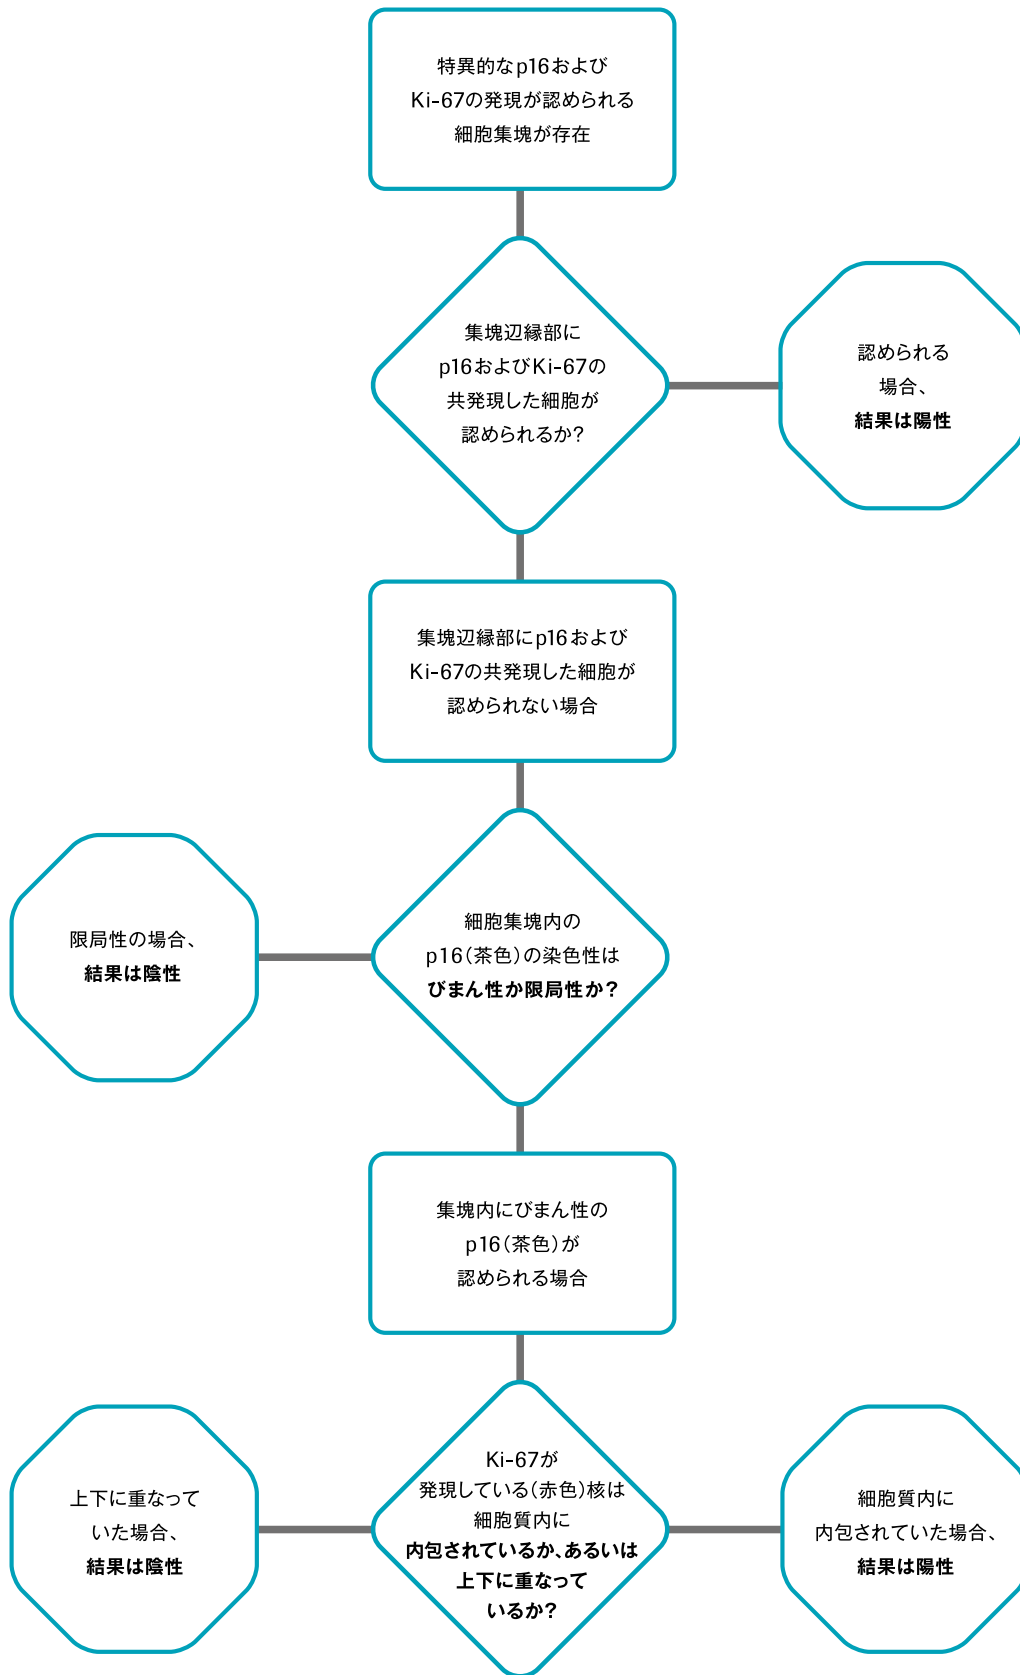 特異的なp16および
Ki-67の発現が認められる
細胞集塊が存在
集塊辺縁部に
p16およびKi-67の
共発現した細胞が
認められるか?
認められる
場合、
結果は陽性
集塊辺縁部にp16および
Ki-67の共発現した細胞が
認められない場合
細胞集塊内の
p16(茶色)の染色性は
びまん性か限局性か?
限局性の場合、
結果は陰性
集塊内にびまん性の
p16(茶色)が
認められる場合
Ki-67が
発現している(赤色)核は
細胞質内に
内包されているか、あるいは
上下に重なって
いるか?
上下に重なって
いた場合、
結果は陰性
細胞質内に
内包されていた場合、
結果は陽性